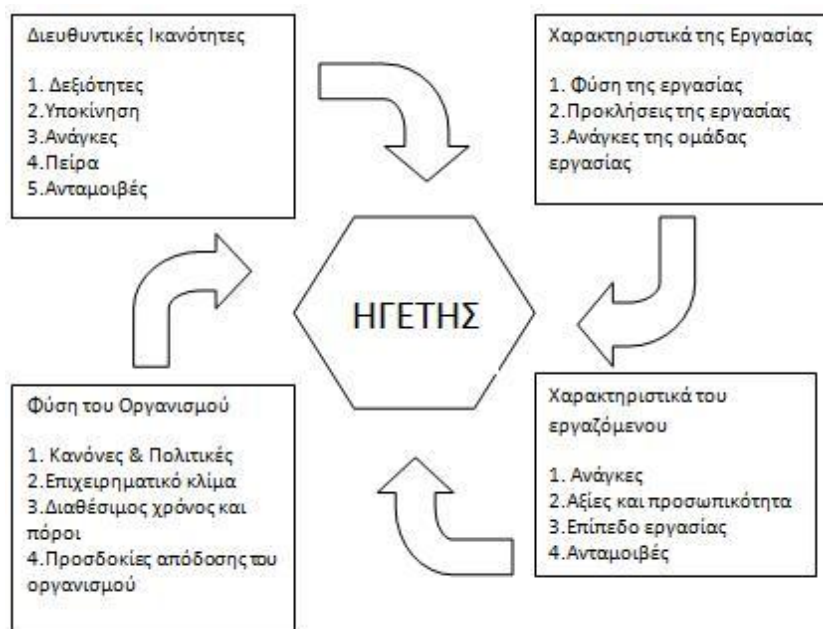 Διευθυντικές Ικανότητες
1. Δεξιότητες
2.Υποκίνηση
3.Ανάγκες
4.Πείρα
5.Ανταμοιβές
Χαρακτηριστικά της Εργασίας
1. Φύση της εργασίας
2.Προκλήσεις της εργασίας
3.Ανάγκες της ομάδας
εργασίας
ΗΓΕΤΗΣ
Φύση του Οργανισμού
1. Κανόνες & Πολιτικές
2.Επιχειρηματικό κλίμα
3.Διαθέσιμος χρόνος και
πόροι
4.Προσδοκίες απόδοσης του
οργανισμού
Χαρακτηριστικά του
εργαζόμενου
1. Ανάγκες
2.Αξίες και προσωπικότητα
3.Επίπεδο εργασίας
4.Ανταμοιβές